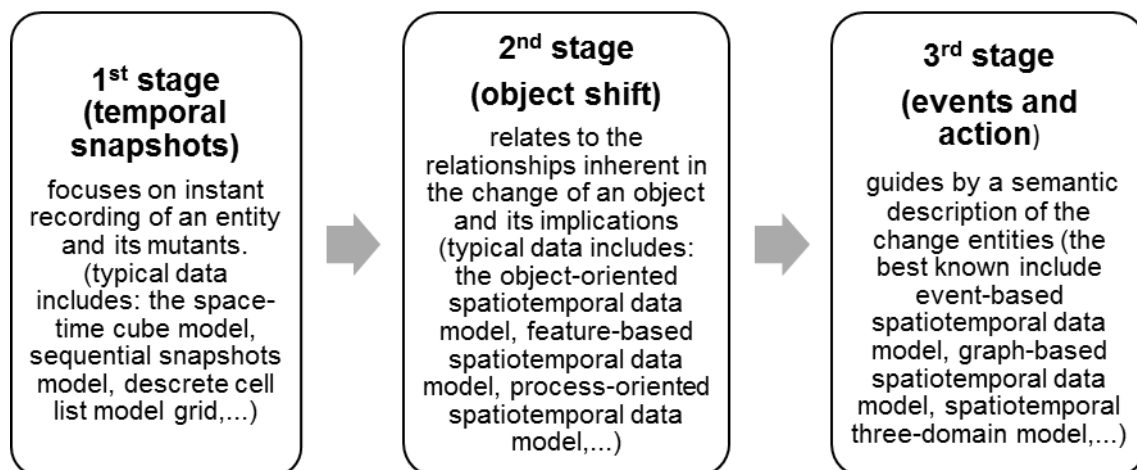 1st stage
(temporal
snapshots)
focuses on instant
recording of an entity
and its mutants.
(typical data
includes: the space-
time cube model,
sequential snapshots
model, descrete cell
list model grid,...)
2nd stage
(object shift)
relates to the
relationships inherent in
the change of an object
and its implications
(typical data includes:
the object-oriented
spatiotemporal data
model, feature-based
spatiotemporal data
model, process-oriented
spatiotemporal data
model,...)
3rd stage
(events and
action)
guides by a semantic
description of the
change entities (the
best known include
event-based
spatiotemporal data
model, graph-based
spatiotemporal data
model, spatiotemporal
three-domain model,...)